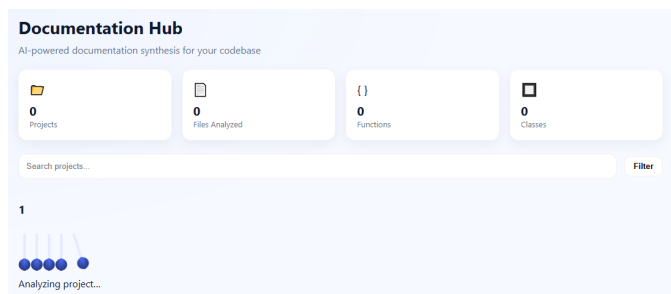 Documentation Hub
AI-powered documentation synthesis for your codebase
0
Projects
0
Files Analyzed
{ }
0
Functions
0
Classes
Search projects...
Filter
1
Analyzing project...